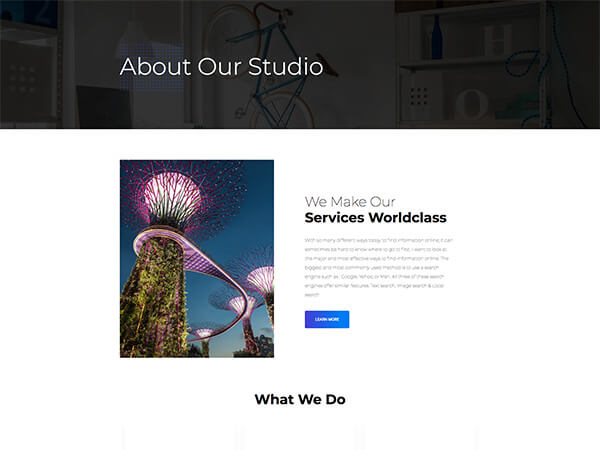 About Our Studio
We Make Our
Services Worldclass
With so many different ways today to find information online, it can
sometimes be hard to know where to go to first. I want to look at
the major and most effective ways to find information online. The
biggest and most commonly used method is to use a search
engine such as : Google, Yahoo, or Msn. All three of these search
engines offer similar features. Text search, image search & Local
search
LEARN MORE
What We Do